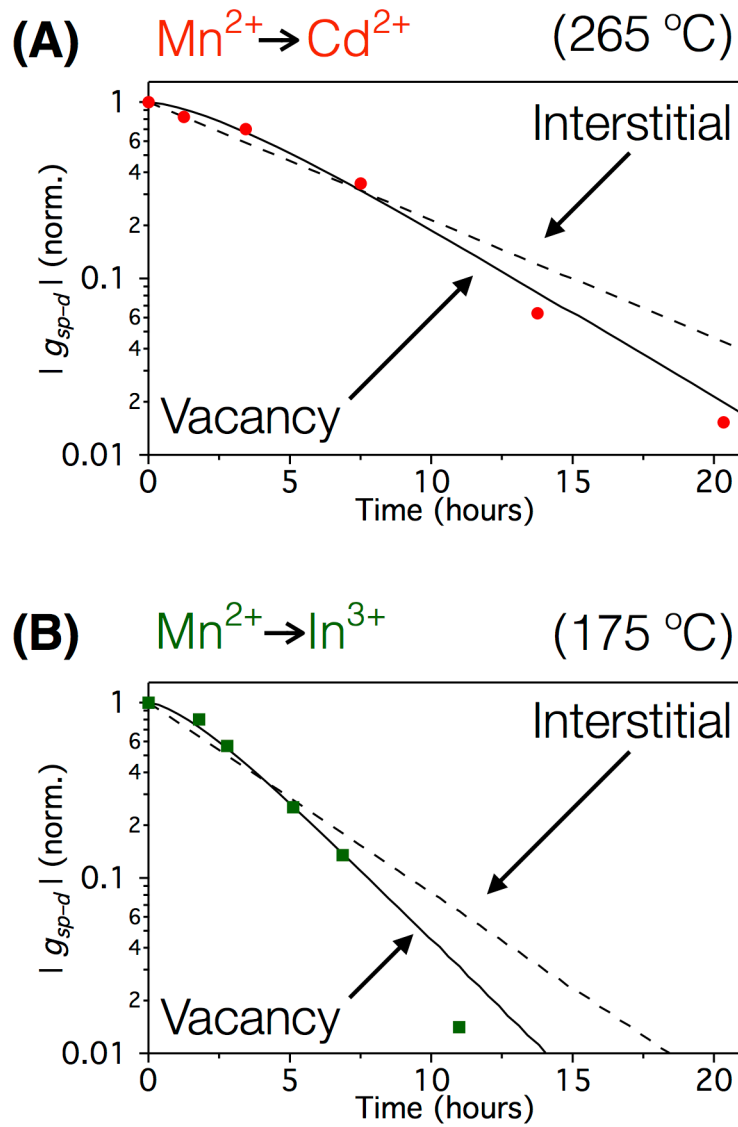 (A) Mn²⁺→Cd²⁺ (265 °C)
1
6
4
2
0.1
6
4
2
0.01
| g_sp–d | (norm.)
Interstitial
Vacancy
0 5 10 15 20
Time (hours)
(B) Mn²⁺→In³⁺ (175 °C)
1
6
4
2
0.1
6
4
2
0.01
| g_sp–d | (norm.)
Interstitial
Vacancy
0 5 10 15 20
Time (hours)